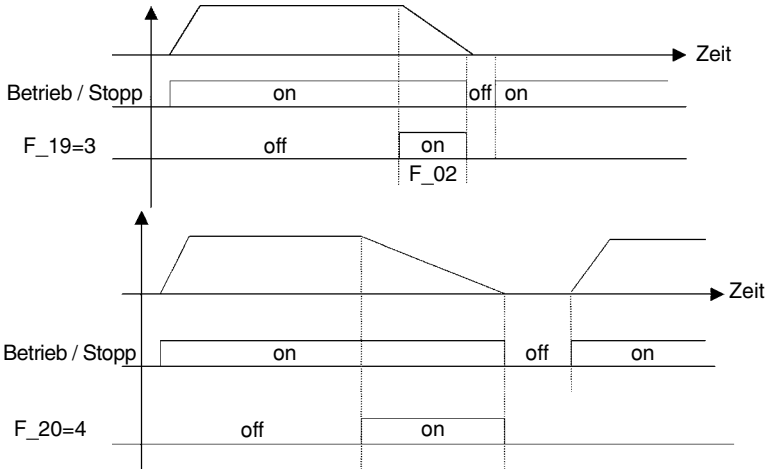 Zeit
Betrieb / Stopp on off on
F_19=3 off on
F_02
Zeit
Betrieb / Stopp on off on
F_20=4 off on